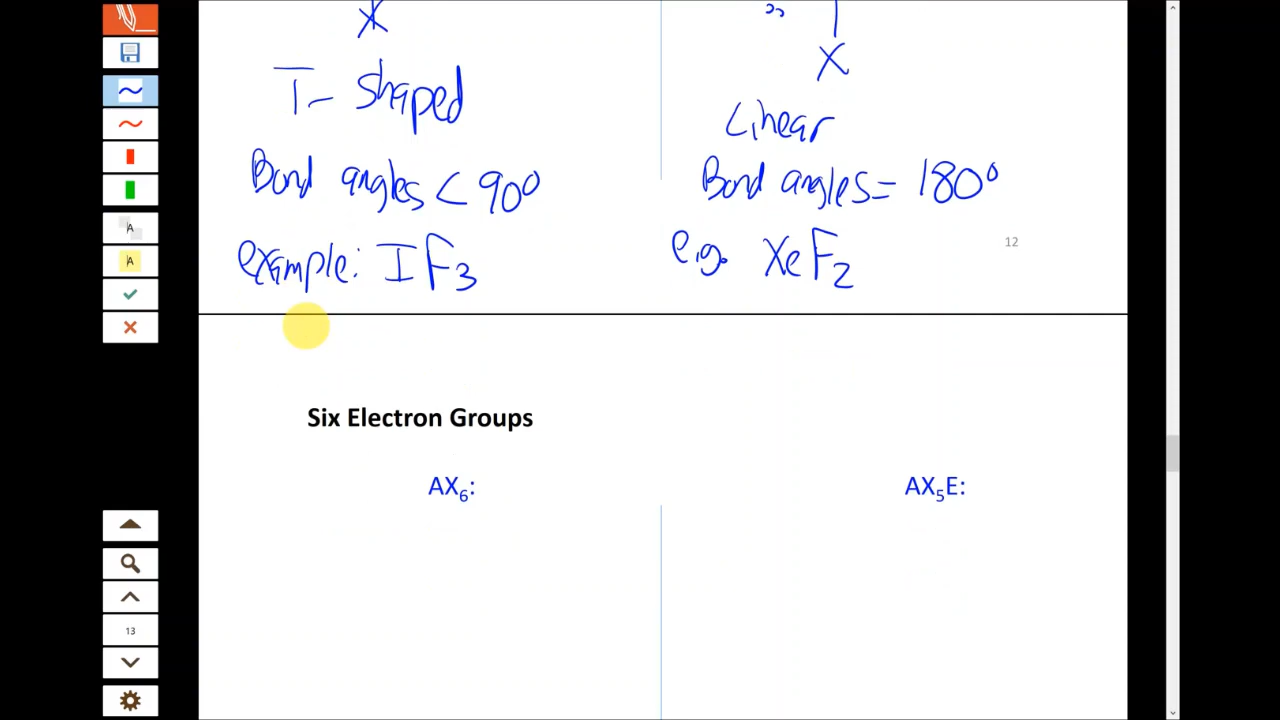 X
X
T- Shaped
Linear
Bond angles < 90°
Bond angles = 180°
example: IF₃
e.g. XeF₂
12
Six Electron Groups
AX₆:
AX₅E:
A
A
13